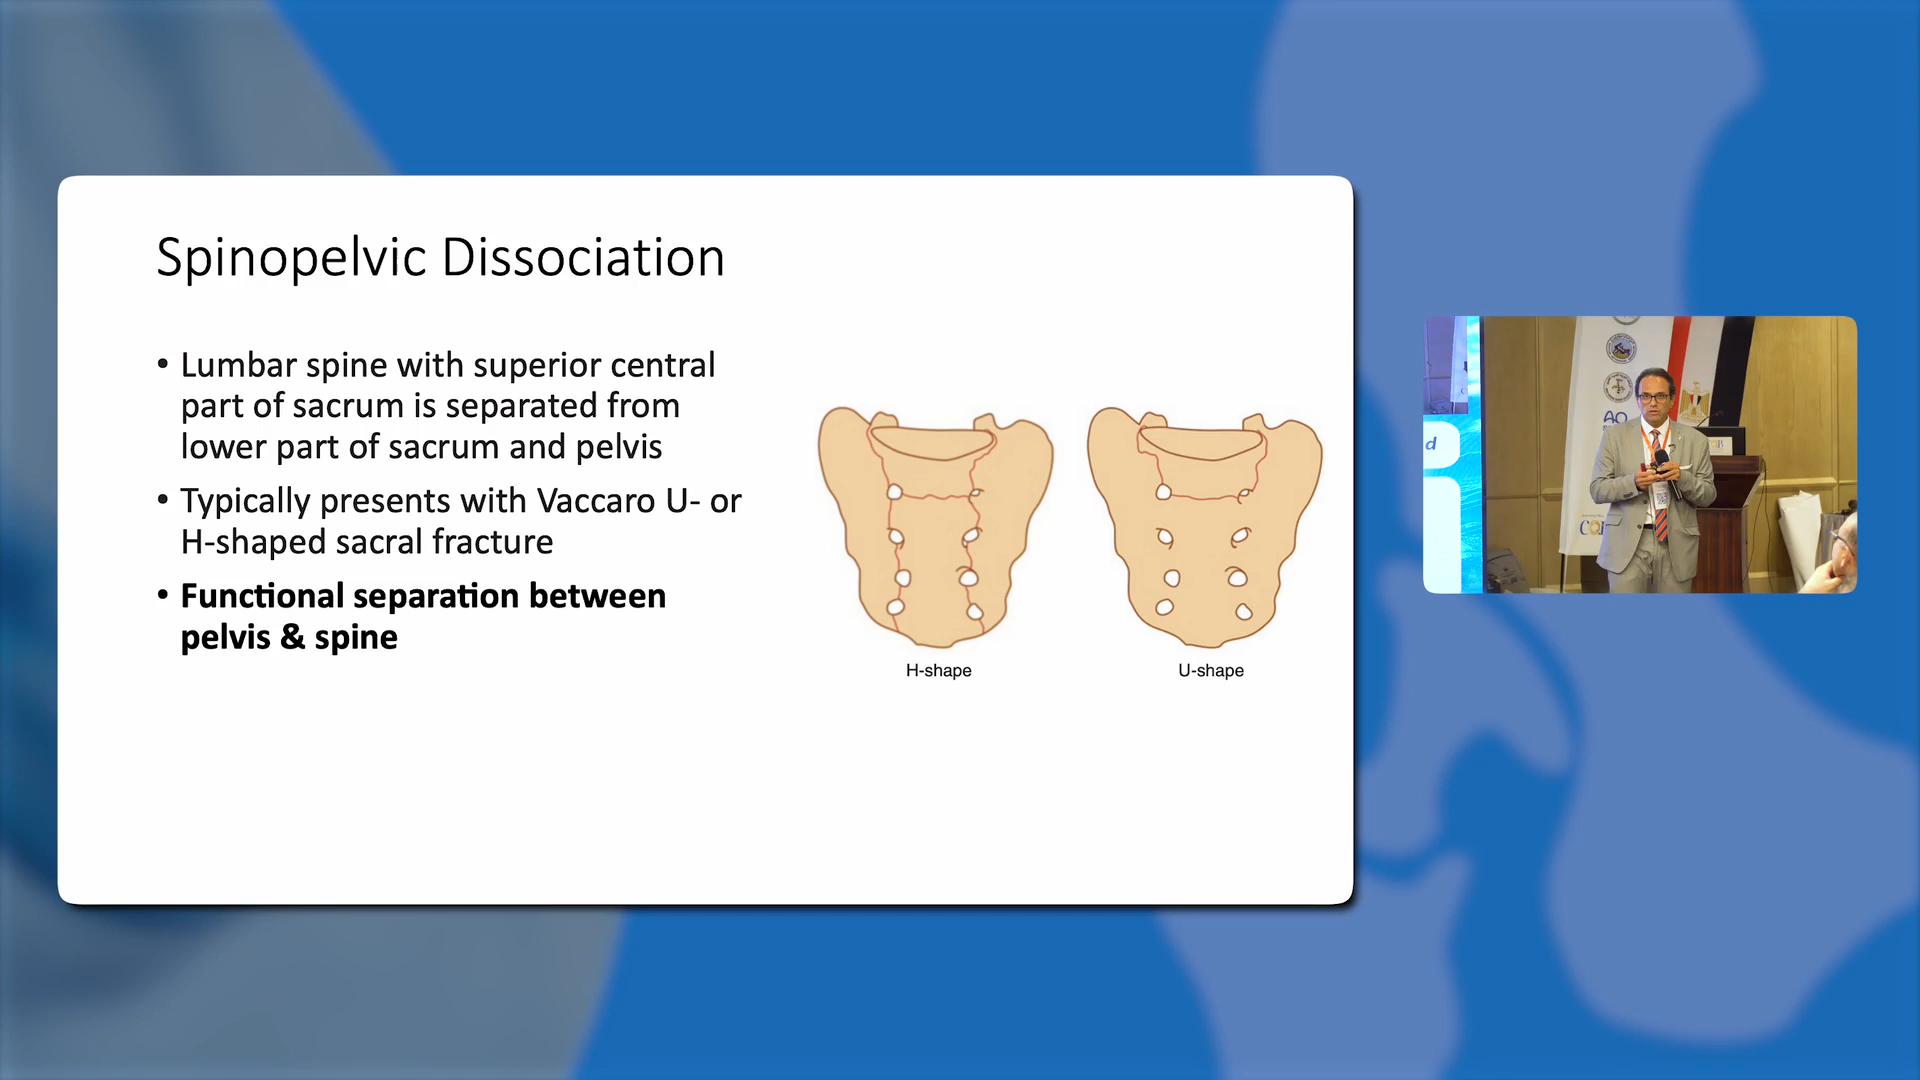 Spinopelvic Dissociation
• Lumbar spine with superior central
part of sacrum is separated from
lower part of sacrum and pelvis
• Typically presents with Vaccaro U- or
H-shaped sacral fracture
• Functional separation between
pelvis & spine
H-shape
U-shape
d
AO